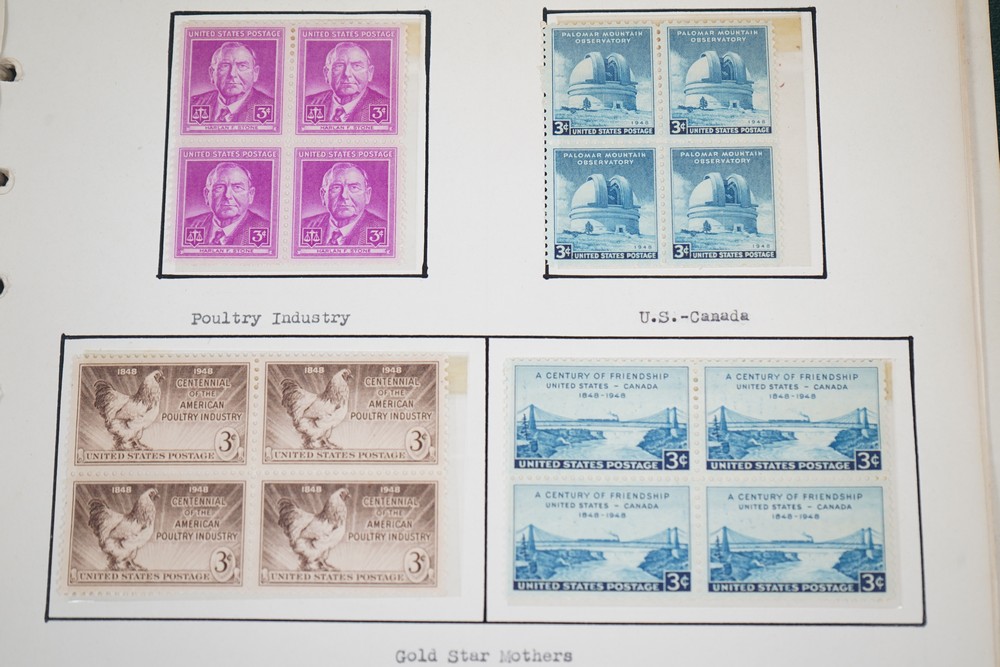 UNITED STATES POSTAGE
3¢
HARLAN F. STONE
UNITED STATES POSTAGE
3¢
HARLAN F. STONE
UNITED STATES POSTAGE
3¢
HARLAN F. STONE
UNITED STATES POSTAGE
3¢
HARLAN F. STONE
PALOMAR MOUNTAIN
OBSERVATORY
1948
3¢ UNITED STATES POSTAGE
PALOMAR MOUNTAIN
OBSERVATORY
1948
3¢ UNITED STATES POSTAGE
PALOMAR MOUNTAIN
OBSERVATORY
1948
3¢ UNITED STATES POSTAGE
PALOMAR MOUNTAIN
OBSERVATORY
1948
3¢ UNITED STATES POSTAGE
Poultry Industry
U.S.-Canada
1848 1948
CENTENNIAL
OF THE
AMERICAN
POULTRY INDUSTRY
3¢
UNITED STATES POSTAGE
1848 1948
CENTENNIAL
OF THE
AMERICAN
POULTRY INDUSTRY
3¢
UNITED STATES POSTAGE
1848 1948
CENTENNIAL
OF THE
AMERICAN
POULTRY INDUSTRY
3¢
UNITED STATES POSTAGE
1848 1948
CENTENNIAL
OF THE
AMERICAN
POULTRY INDUSTRY
3¢
UNITED STATES POSTAGE
A CENTURY OF FRIENDSHIP
UNITED STATES - CANADA
1848-1948
UNITED STATES POSTAGE 3¢
A CENTURY OF FRIENDSHIP
UNITED STATES - CANADA
1848-1948
UNITED STATES POSTAGE 3¢
A CENTURY OF FRIENDSHIP
UNITED STATES - CANADA
1848-1948
UNITED STATES POSTAGE 3¢
A CENTURY OF FRIENDSHIP
UNITED STATES - CANADA
1848-1948
UNITED STATES POSTAGE 3¢
Gold Star Mothers